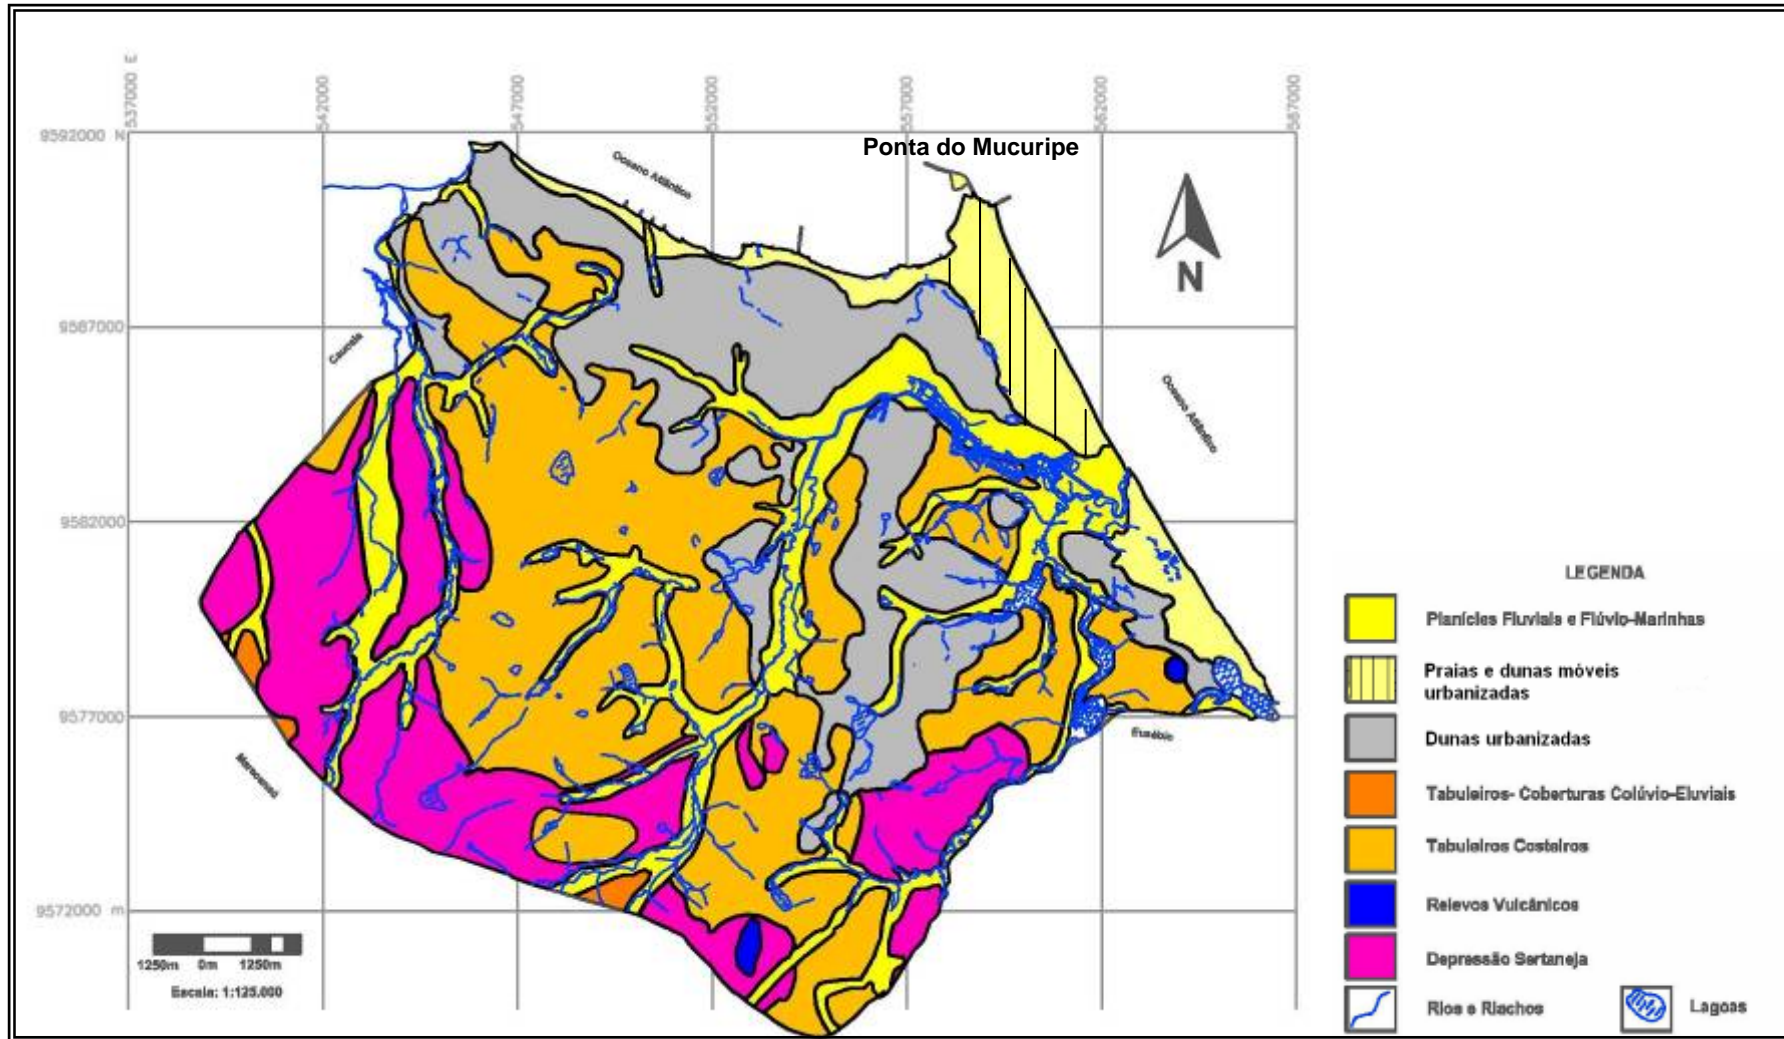 537000 E
542000
547000
552000
557000
562000
567000
9592000 N
Ponta do Mucuripe
Oceano Atlântico
N
9587000
Caucaia
Oceano Atlântico
9582000
LEGENDA
Planícies Fluviais e Flúvio-Marinhas
Praias e dunas móveis
urbanizadas
9577000
Eusébio
Dunas urbanizadas
Maracanaú
Tabuleiros- Coberturas Colúvio-Eluviais
Tabuleiros Costeiros
9572000 m
Relevos Vulcânicos
1250m 0m 1250m
Depressão Sertaneja
Escala: 1:125.000
Rios e Riachos
Lagoas